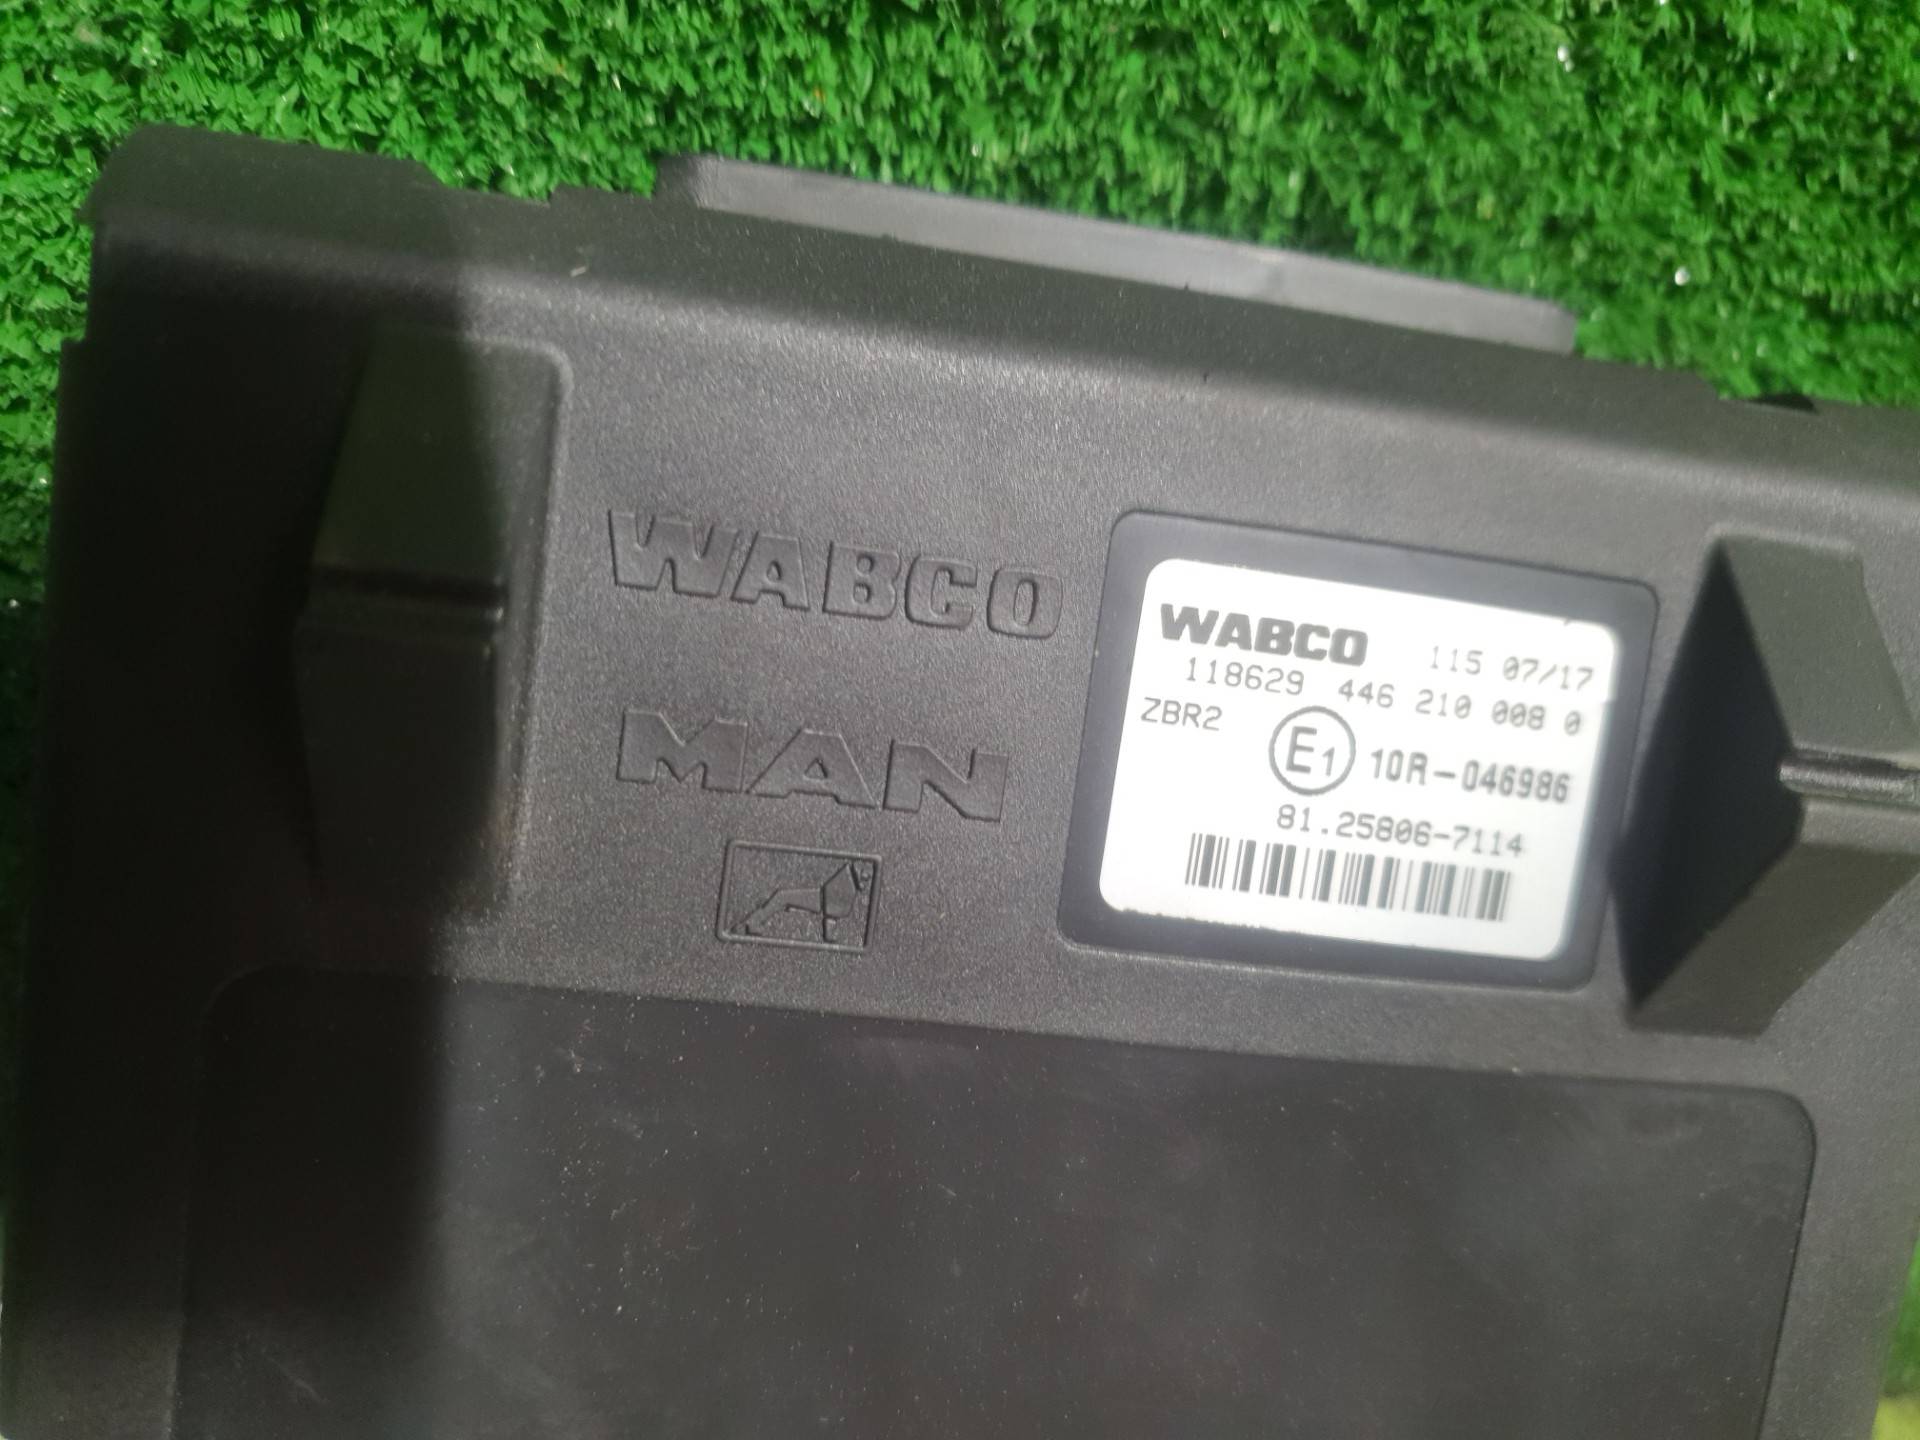 WABCO
MAN
WABCO 115 07/17
118629 446 210 008 0
ZBR2 E1 10R-046986
81.25806-7114